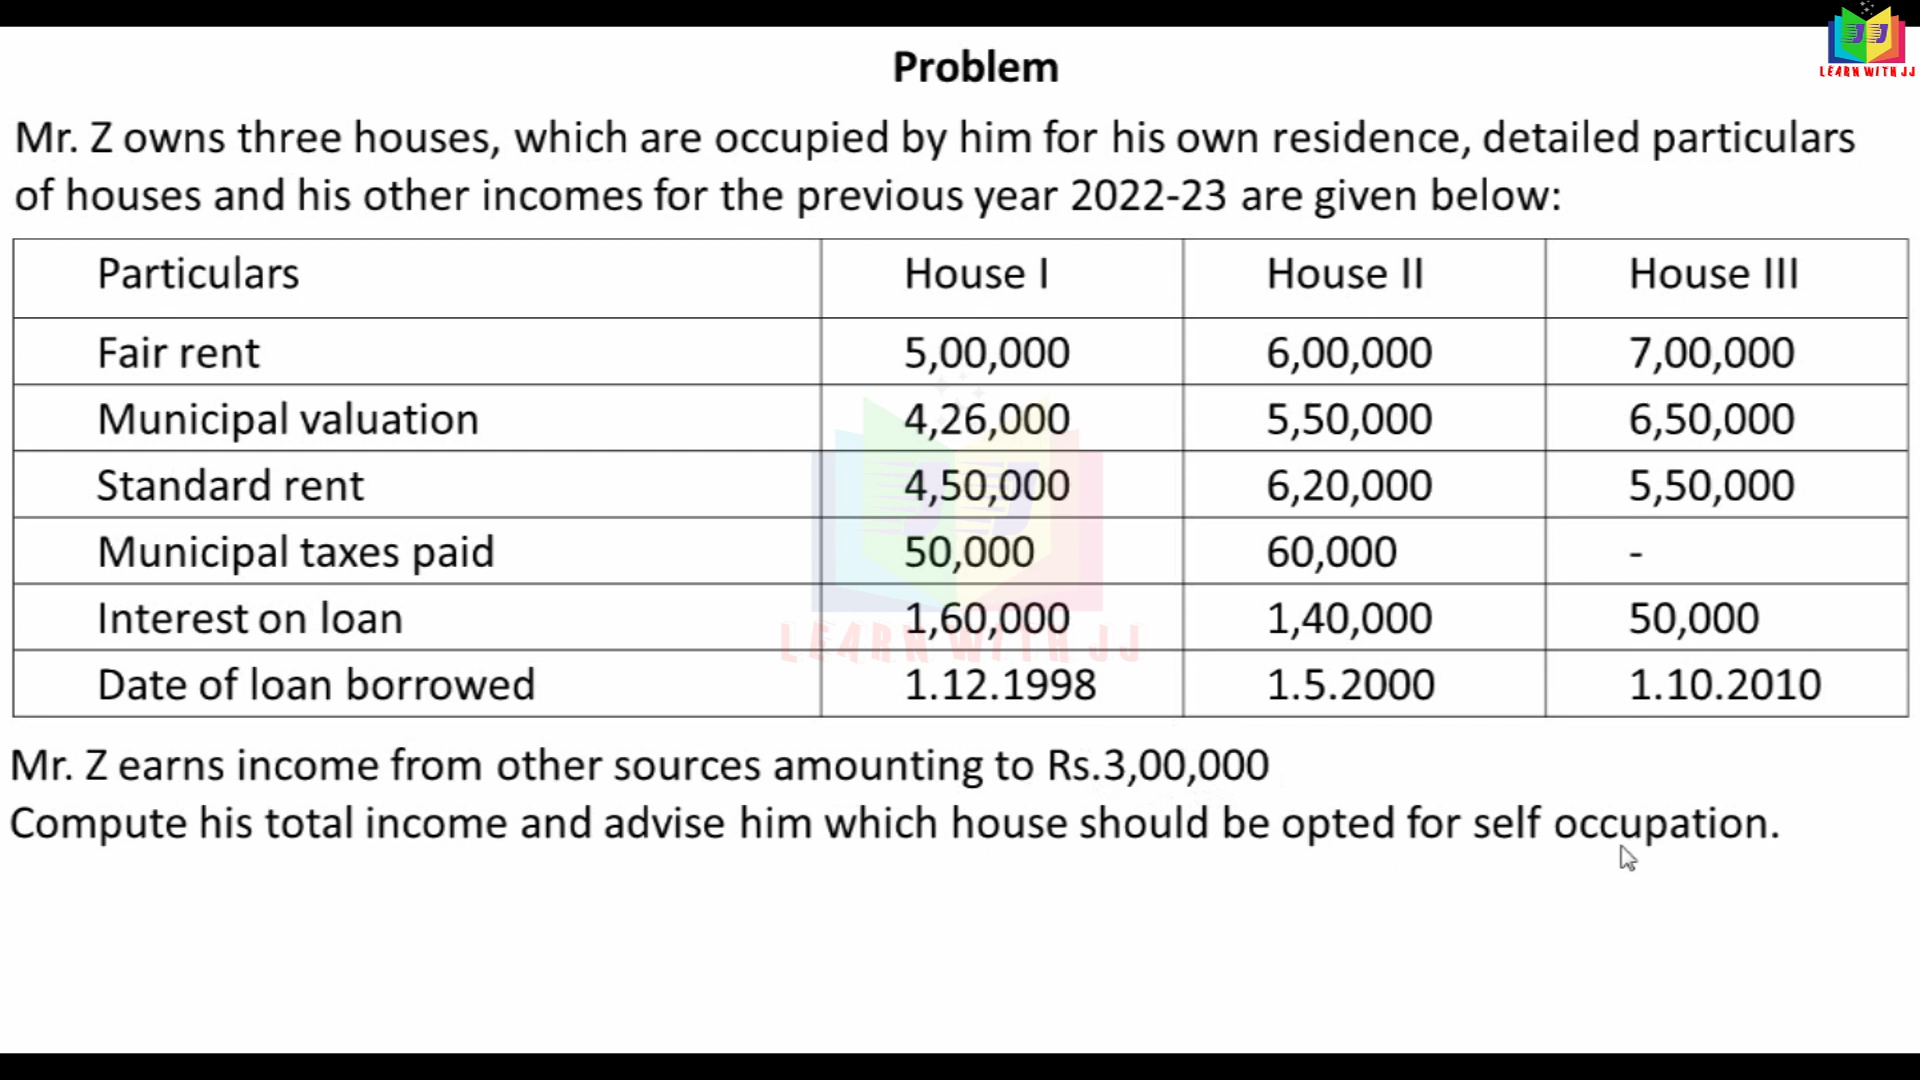 LEARN WITH JJ
Problem
Mr. Z owns three houses, which are occupied by him for his own residence, detailed particulars
of houses and his other incomes for the previous year 2022-23 are given below:
Particulars House I House II House III
Fair rent 5,00,000 6,00,000 7,00,000
Municipal valuation 4,26,000 5,50,000 6,50,000
Standard rent 4,50,000 6,20,000 5,50,000
Municipal taxes paid 50,000 60,000 -
Interest on loan 1,60,000 1,40,000 50,000
LEARN WITH JJ
Date of loan borrowed 1.12.1998 1.5.2000 1.10.2010
Mr. Z earns income from other sources amounting to Rs.3,00,000
Compute his total income and advise him which house should be opted for self occupation.